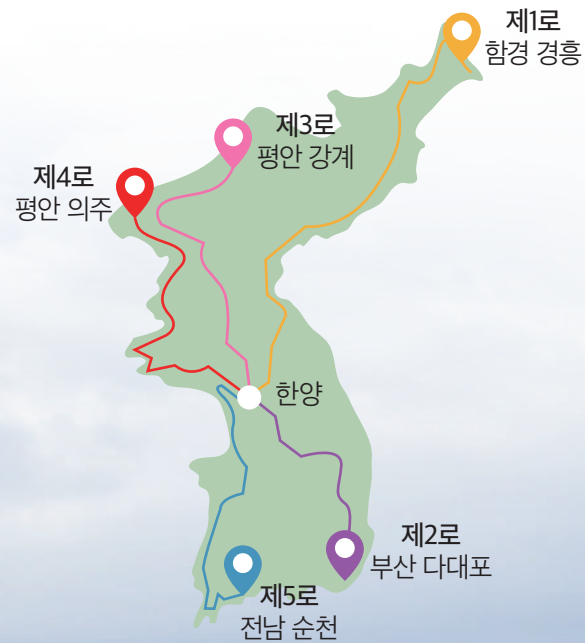 제1로
함경 경흥
제3로
평안 강계
제4로
평안 의주
한양
제2로
부산 다대포
제5로
전남 순천